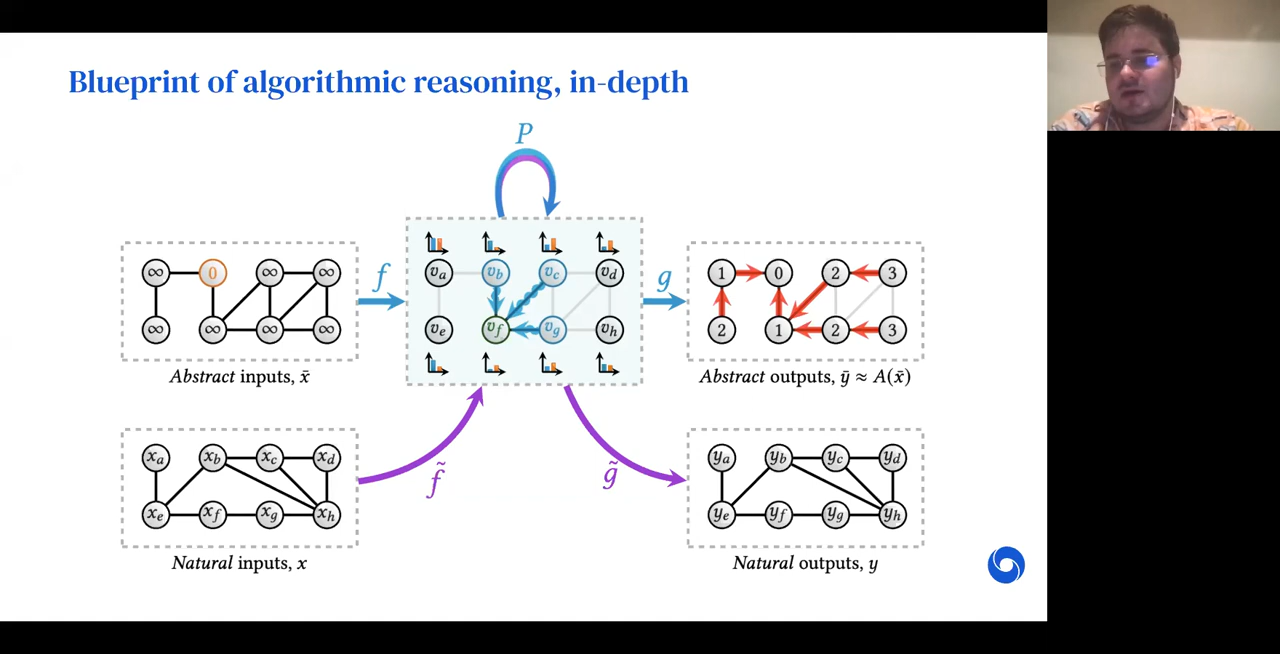 Blueprint of algorithmic reasoning, in-depth
P
∞ 0 ∞ ∞
∞ ∞ ∞ ∞
f
v_a v_b v_c v_d
v_e v_f v_g v_h
g
1 0 2 3
2 1 2 3
Abstract inputs, x̄
Abstract outputs, ȳ ≈ A(x̄)
x_a x_b x_c x_d
x_e x_f x_g x_h
f̃
g̃
y_a y_b y_c y_d
y_e y_f y_g y_h
Natural inputs, x
Natural outputs, y